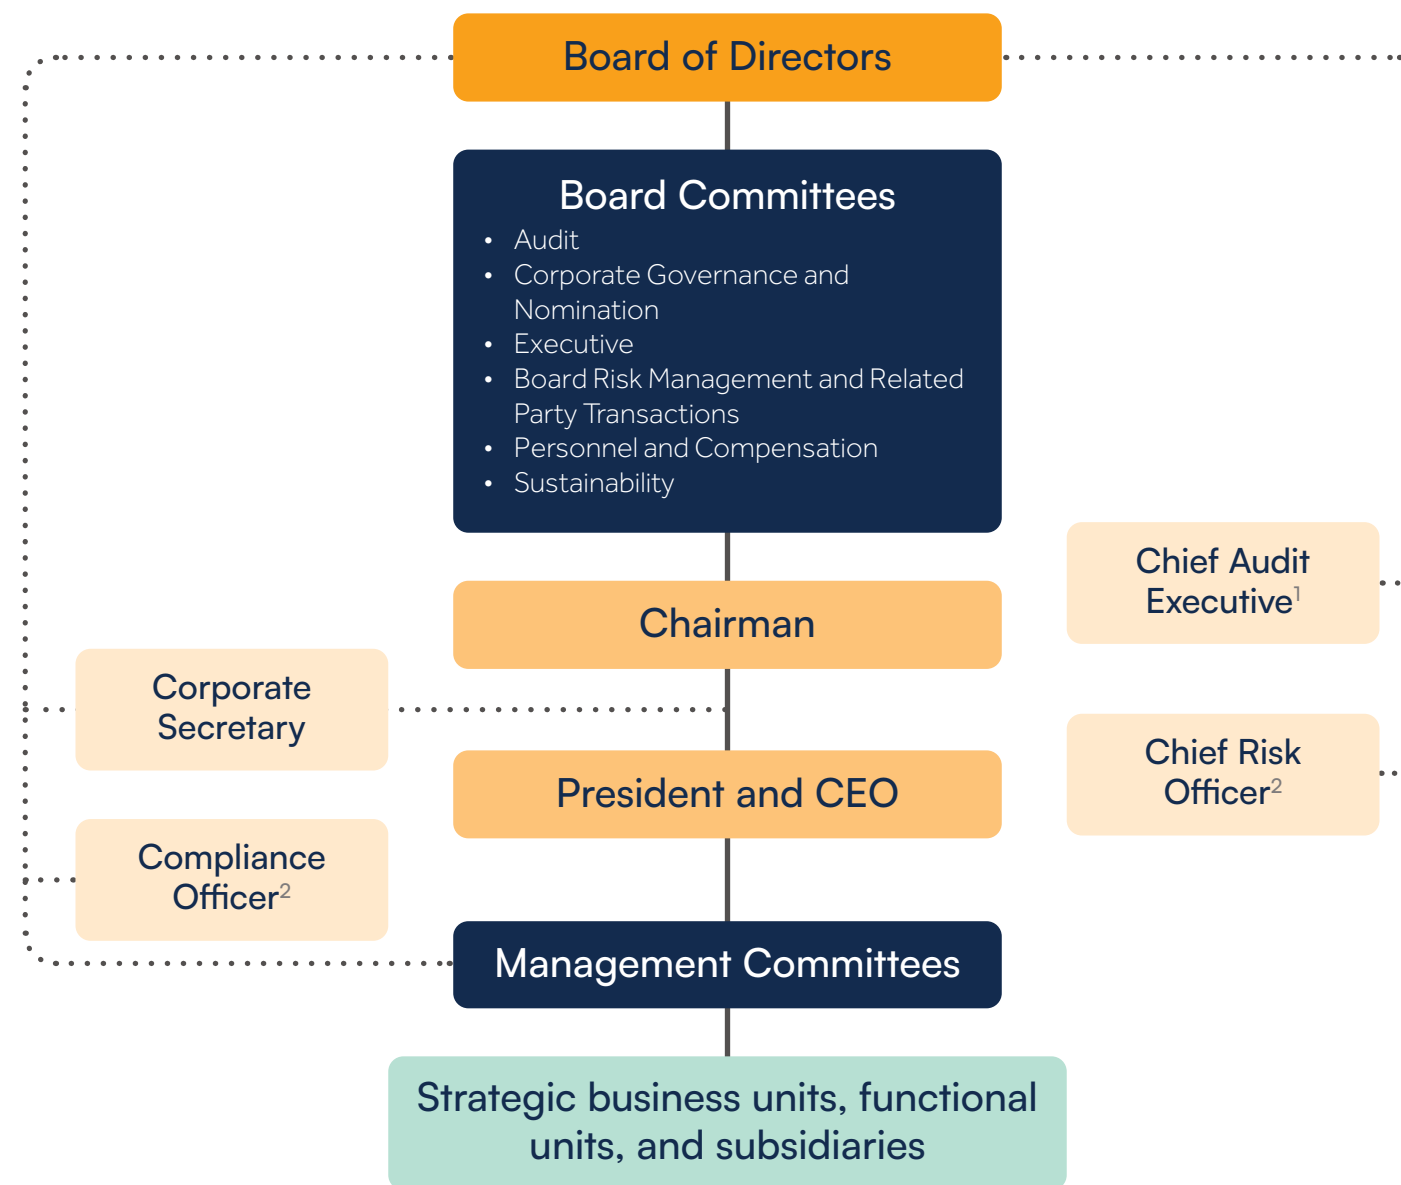 Board of Directors
Board Committees
• Audit
• Corporate Governance and
Nomination
• Executive
• Board Risk Management and Related
Party Transactions
• Personnel and Compensation
• Sustainability
Chief Audit
Executive¹
Chairman
Corporate
Secretary
Chief Risk
Officer²
President and CEO
Compliance
Officer²
Management Committees
Strategic business units, functional
units, and subsidiaries